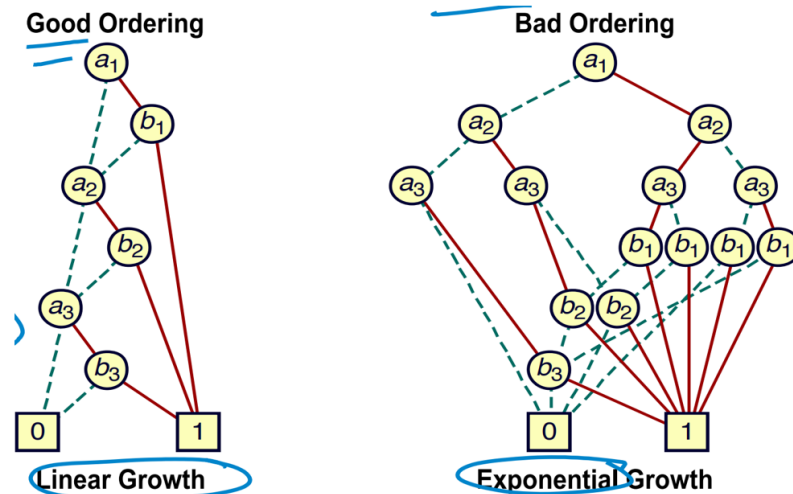 Good Ordering
Bad Ordering
a1
a1
b1
a2
a2
a2
a3
a3
a3
a3
b2
b1
b1
b1
b1
a3
b2
b2
b3
b3
0
1
0
1
Linear Growth
Exponential Growth